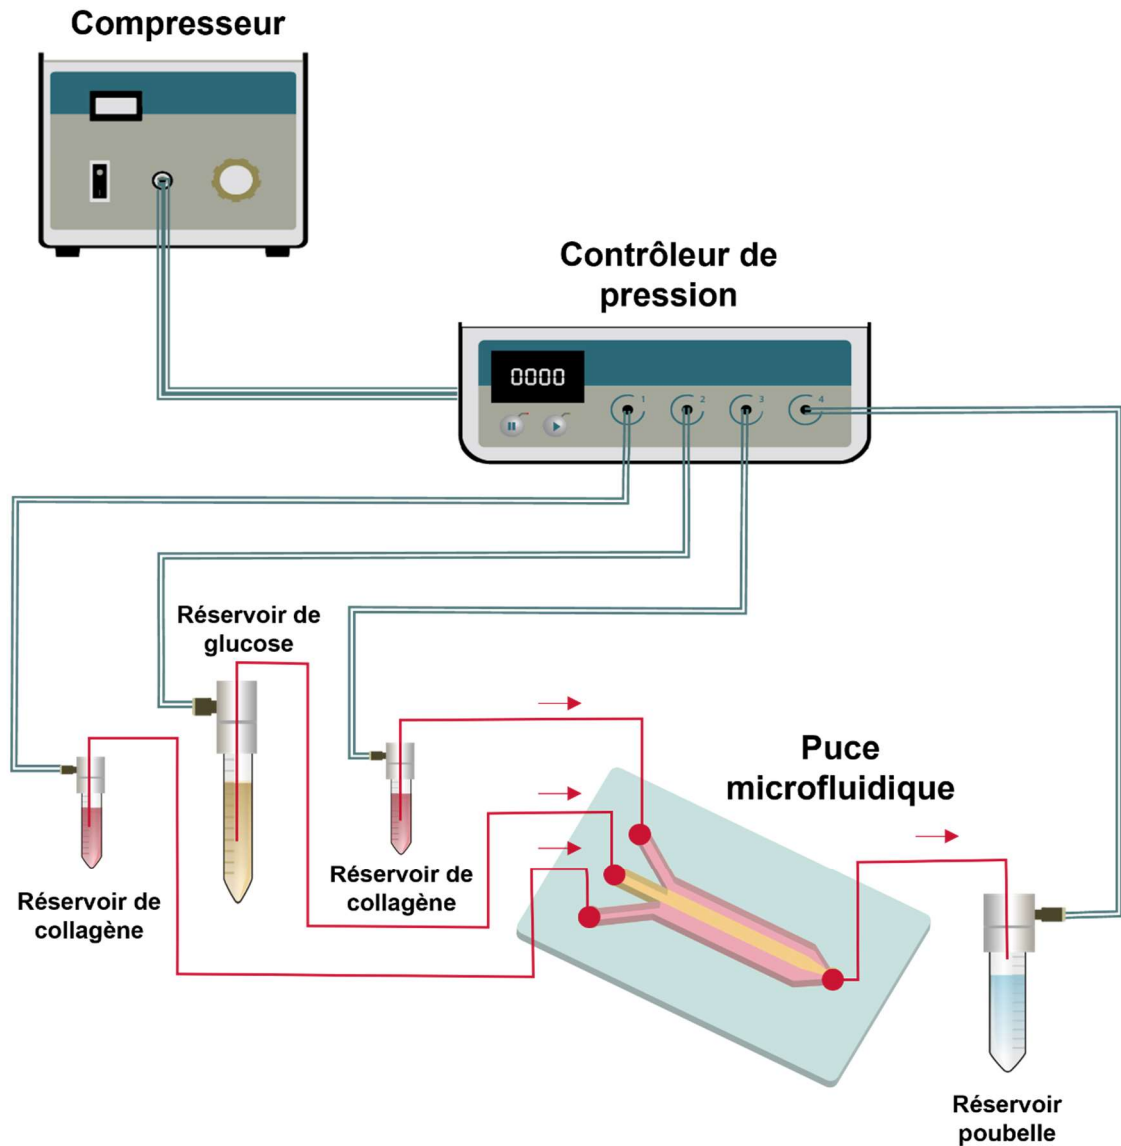 Compresseur
Contrôleur de
pression
0000
1
2
3
4
Réservoir de
glucose
Puce
microfluidique
Réservoir de
collagène
Réservoir de
collagène
Réservoir
poubelle